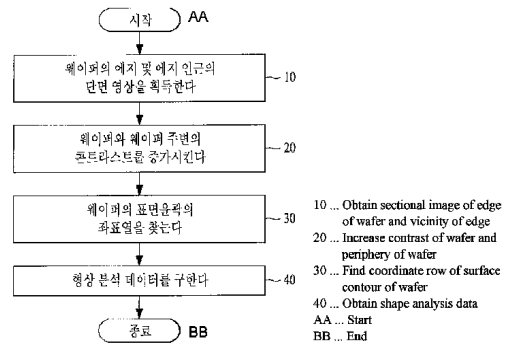 시작 AA
웨이퍼의 에지 및 에지 인근의
단면 영상을 획득한다
10
웨이퍼와 웨이퍼 주변의
콘트라스트를 증가시킨다
20
웨이퍼의 표면윤곽의
좌표열을 찾는다
30
형상 분석 데이터를 구한다
40
종료 BB
10 ... Obtain sectional image of edge
of wafer and vicinity of edge
20 ... Increase contrast of wafer and
periphery of wafer
30 ... Find coordinate row of surface
contour of wafer
40 ... Obtain shape analysis data
AA ... Start
BB ... End